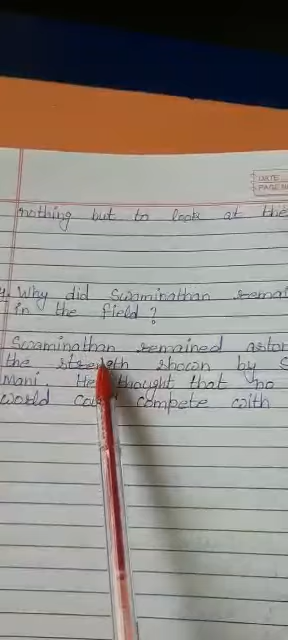 DATE
PAGE NO
nothing but to look at the
Why did Swaminathan remai
in the field ?
Swaminathan remained aston
the strength shown by S
Mani. He thought that no
world compete with